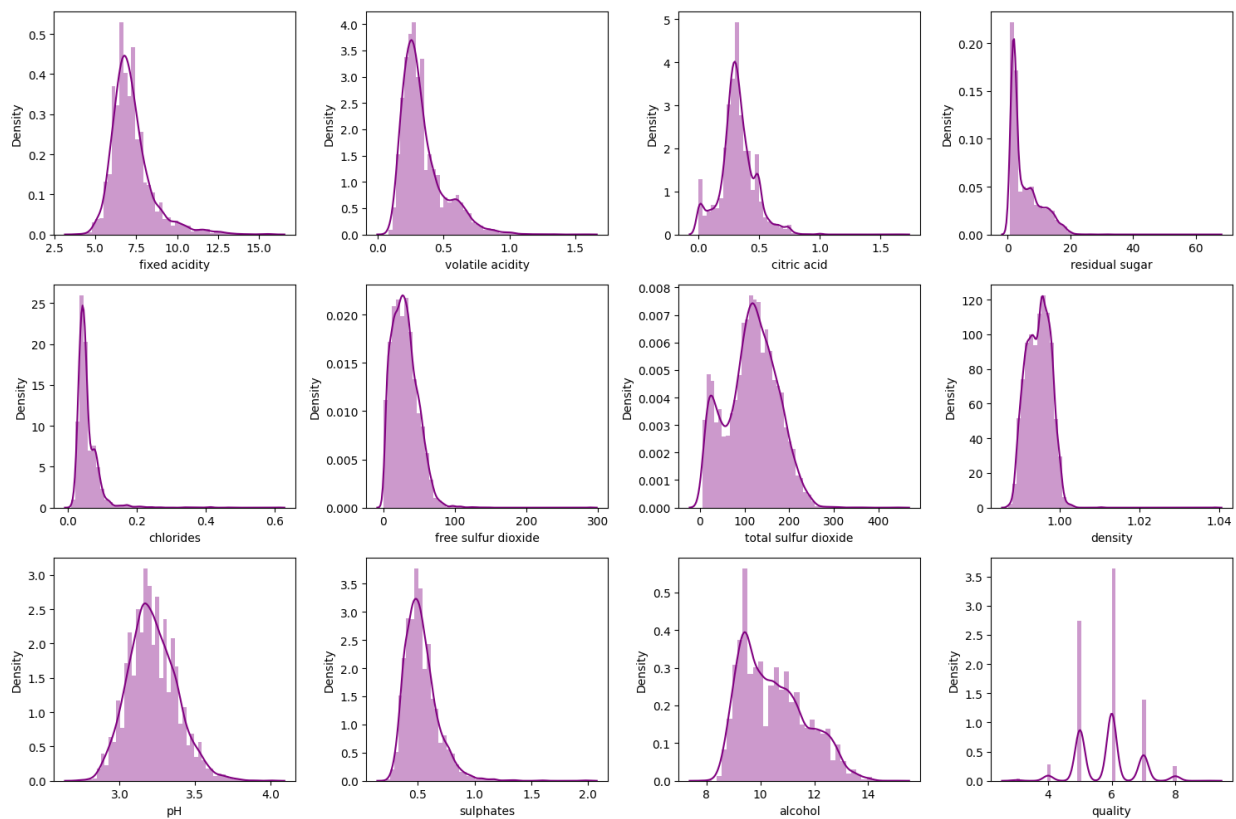 0.5
0.4
0.3
0.2
0.1
0.0
Density
2.5 5.0 7.5 10.0 12.5 15.0
fixed acidity
4.0
3.5
3.0
2.5
2.0
1.5
1.0
0.5
0.0
Density
0.0 0.5 1.0 1.5
volatile acidity
5
4
3
2
1
0
Density
0.0 0.5 1.0 1.5
citric acid
0.20
0.15
0.10
0.05
0.00
Density
0 20 40 60
residual sugar
25
20
15
10
5
0
Density
0.0 0.2 0.4 0.6
chlorides
0.020
0.015
0.010
0.005
0.000
Density
0 100 200 300
free sulfur dioxide
0.008
0.007
0.006
0.005
0.004
0.003
0.002
0.001
0.000
Density
0 100 200 300 400
total sulfur dioxide
120
100
80
60
40
20
0
Density
1.00 1.02 1.04
density
3.0
2.5
2.0
1.5
1.0
0.5
0.0
Density
3.0 3.5 4.0
pH
3.5
3.0
2.5
2.0
1.5
1.0
0.5
0.0
Density
0.5 1.0 1.5 2.0
sulphates
0.5
0.4
0.3
0.2
0.1
0.0
Density
8 10 12 14
alcohol
3.5
3.0
2.5
2.0
1.5
1.0
0.5
0.0
Density
4 6 8
quality